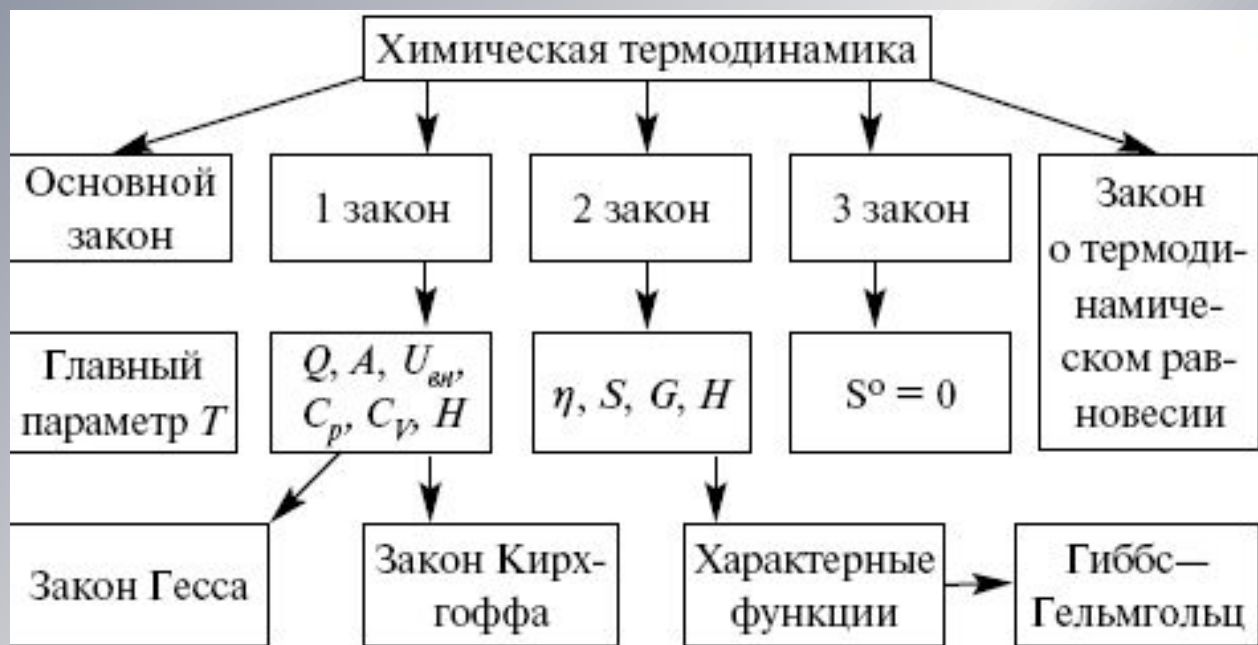 Химическая термодинамика
Основной
закон
1 закон
2 закон
3 закон
Закон
о термоди-
намиче-
ском рав-
новесии
Главный
параметр T
Q, A, Uвн,
Cp, CV, H
η, S, G, H
S° = 0
Закон Гесса
Закон Кирх-
гоффа
Характерные
функции
Гиббс—
Гельмгольц